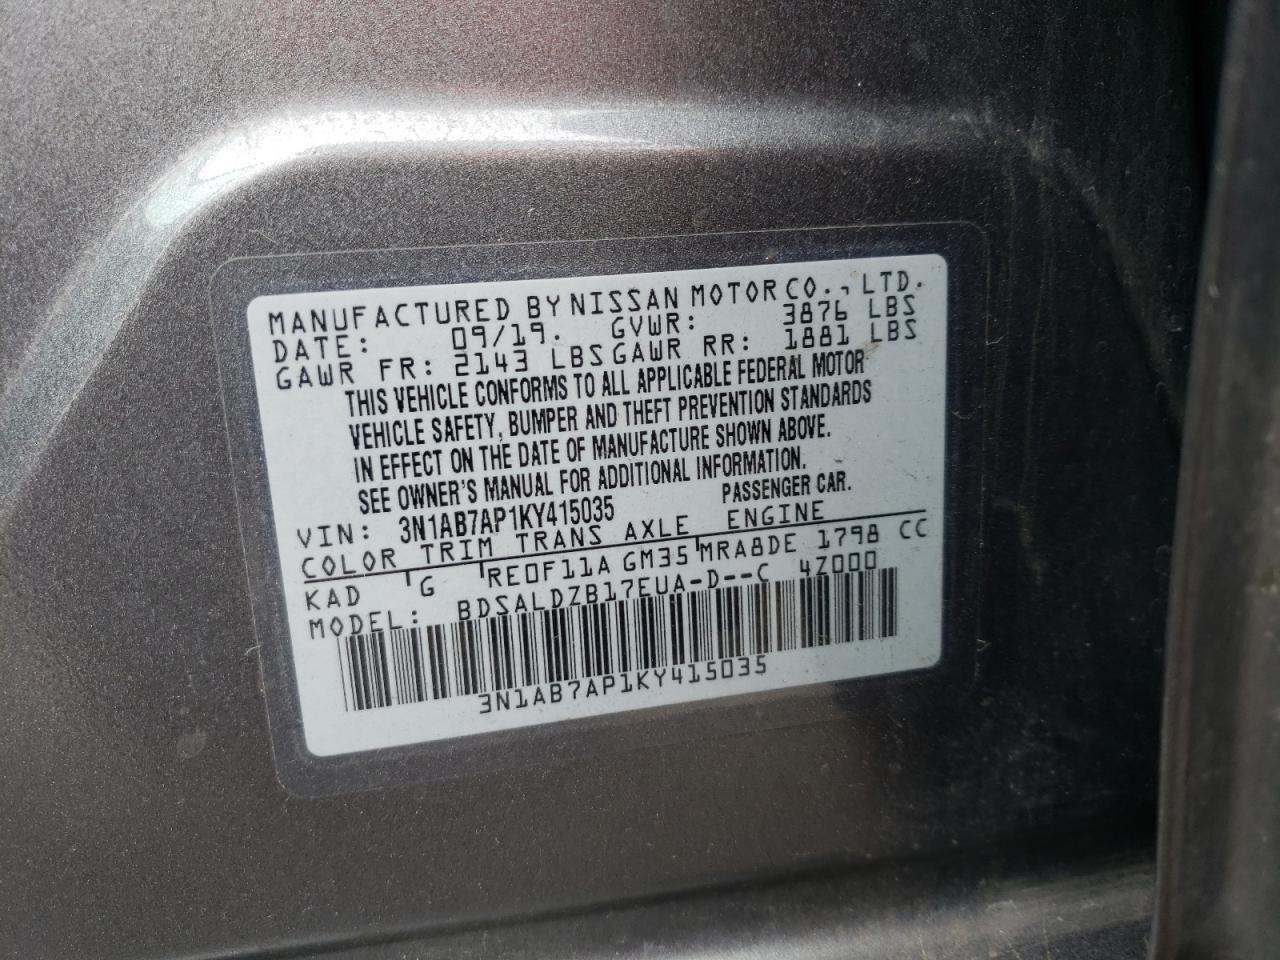 MANUFACTURED BY NISSAN MOTOR CO., LTD.
DATE: 09/19. GVWR: 3876 LBS
GAWR FR: 2143 LBS GAWR RR: 1881 LBS
THIS VEHICLE CONFORMS TO ALL APPLICABLE FEDERAL MOTOR
VEHICLE SAFETY, BUMPER AND THEFT PREVENTION STANDARDS
IN EFFECT ON THE DATE OF MANUFACTURE SHOWN ABOVE.
SEE OWNER'S MANUAL FOR ADDITIONAL INFORMATION.
VIN: 3N1AB7AP1KY415035 PASSENGER CAR.
COLOR TRIM TRANS AXLE ENGINE
KAD G RE0F11A GM35 MRA8DE 1798 CC
MODEL: BDSALDZB17EUA-D--C 4Z000
3N1AB7AP1KY415035